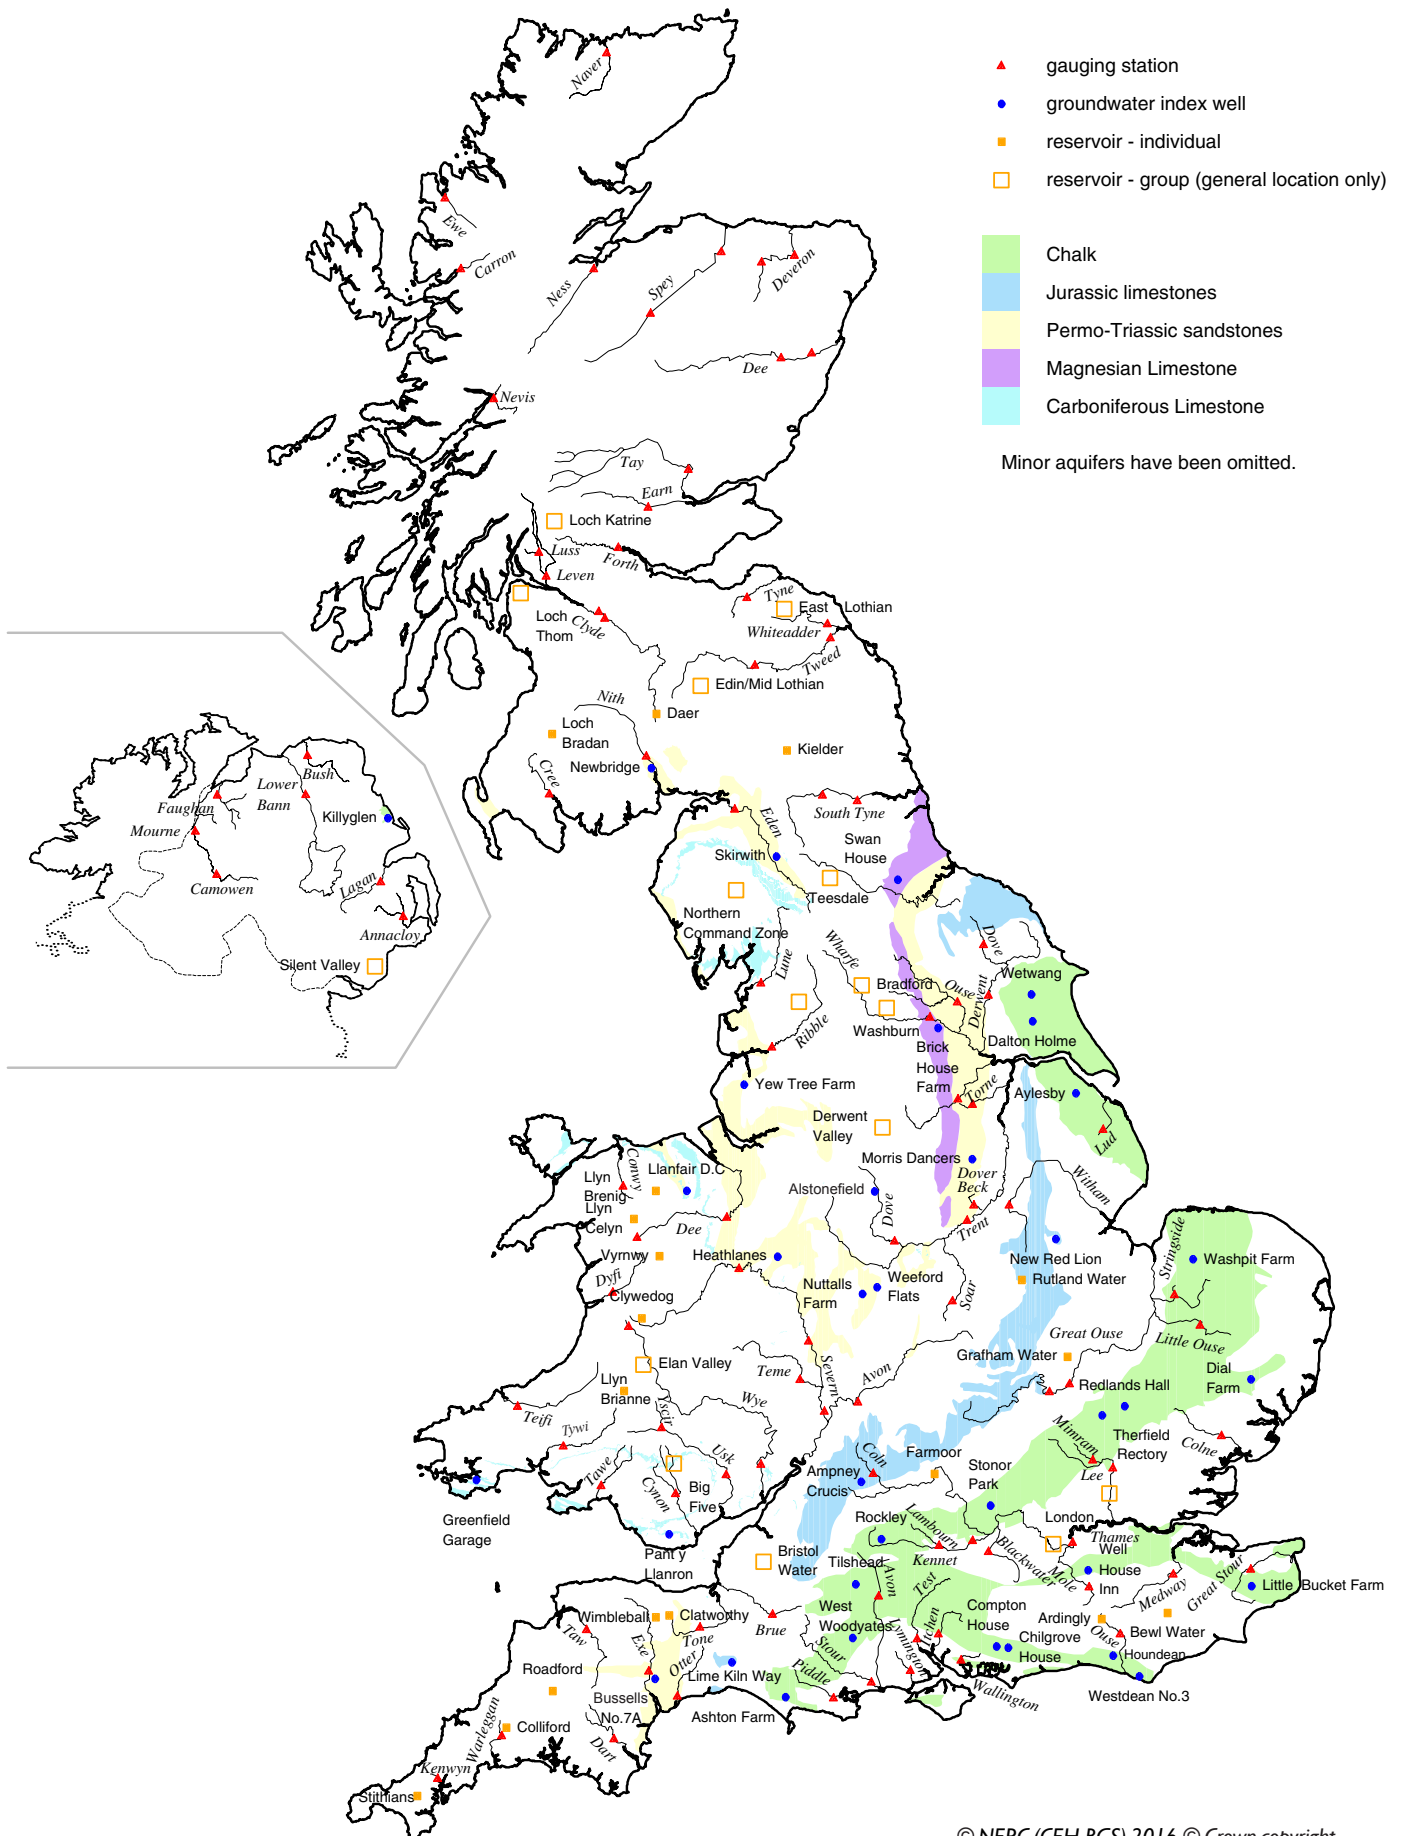 gauging station
groundwater index well
reservoir - individual
reservoir - group (general location only)
Chalk
Jurassic limestones
Permo-Triassic sandstones
Magnesian Limestone
Carboniferous Limestone
Minor aquifers have been omitted.
Naver
Ewe
Carron
Ness
Spey
Deveron
Dee
Nevis
Tay
Earn
Loch Katrine
Luss
Forth
Leven
Tyne
East Lothian
Loch
Thom
Clyde
Whiteadder
Tweed
Edin/Mid Lothian
Nith
Daer
Loch
Bradan
Kielder
Newbridge
Cree
Bush
Lower
Bann
Faughan
Mourne
Killyglen
Camowen
Lagan
Annacloy
Silent Valley
Eden
South Tyne
Swan
House
Skirwith
Teesdale
Northern
Command Zone
Lune
Wharfe
Dove
Wetwang
Bradford
Ouse
Derwent
Washburn
Ribble
Brick
House
Farm
Dalton Holme
Yew Tree Farm
Torne
Aylesby
Derwent
Valley
Lud
Morris Dancers
Dover
Beck
Conwy
Llanfair D.C
Llyn
Brenig
Llyn
Celyn
Alstonefield
Dove
Witham
Dee
Trent
Stringside
Vyrnwy
Heathlanes
New Red Lion
Washpit Farm
Dyfi
Nuttalls
Farm
Weeford
Flats
Soar
Rutland Water
Clywedog
Great Ouse
Little Ouse
Grafham Water
Elan Valley
Teme
Severn
Avon
Dial
Farm
Llyn
Brianne
Redlands Hall
Wye
Yscir
Teifi
Tywi
Mimram
Therfield
Rectory
Colne
Usk
Coln
Farmoor
Stonor
Park
Lee
Tawe
Cynon
Big
Five
Ampney
Crucis
Greenfield
Garage
Rockley
Lambourn
London
Thames
Pant y
Llanron
Bristol
Water
Tilshead
Kennet
Blackwater
Well
House
Inn
Mole
Medway
Great Stour
Little Bucket Farm
Avon
Test
West
Woodyates
Itchen
Compton
House
Chilgrove
House
Ardingly
Ouse
Bewl Water
Houndean
Wimbleball
Clatworthy
Taw
Exe
Tone
Brue
Stour
Lymington
Roadford
Otter
Lime Kiln Way
Piddle
Wallington
Westdean No.3
Bussells
No.7A
Ashton Farm
Warleggan
Colliford
Dart
Kenwyn
Stithians
© NERC (CEH BGS) 2016 © Crown copyright